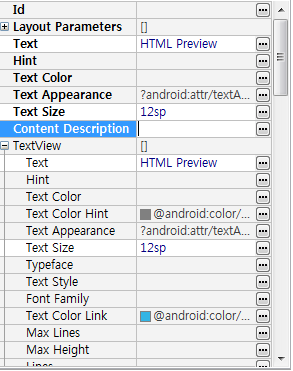 Id ...
Layout Parameters [] ...
Text HTML Preview ...
Hint ...
Text Color ...
Text Appearance ?android:attr/textA... ...
Text Size 12sp ...
Content Description ...
TextView []
Text HTML Preview ...
Hint ...
Text Color ...
Text Color Hint @android:color/... ...
Text Appearance ?android:attr/textA... ...
Text Size 12sp ...
Typeface ...
Text Style ...
Font Family ...
Text Color Link @android:color/... ...
Max Lines ...
Max Height ...
Lines ...